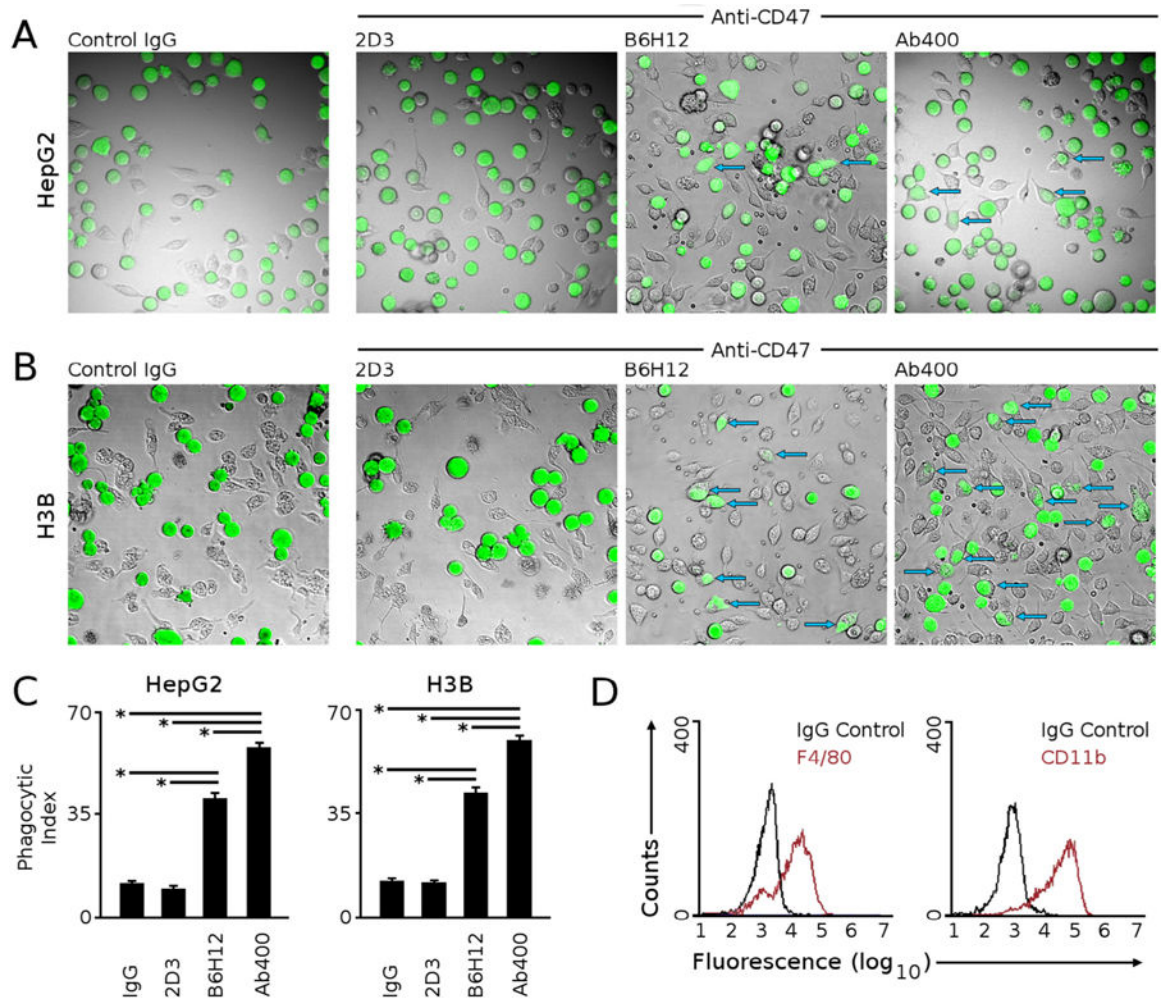 A
Anti-CD47
Control IgG 2D3 B6H12 Ab400
HepG2
B
Anti-CD47
Control IgG 2D3 B6H12 Ab400
H3B
C
HepG2
Phagocytic Index
70
35
0
* * *
* *
IgG 2D3 B6H12 Ab400
H3B
70
35
0
* * *
* *
IgG 2D3 B6H12 Ab400
D
Counts
400
0
IgG Control
F4/80
1 2 3 4 5 6 7
400
0
IgG Control
CD11b
1 2 3 4 5 6 7
Fluorescence (log10)